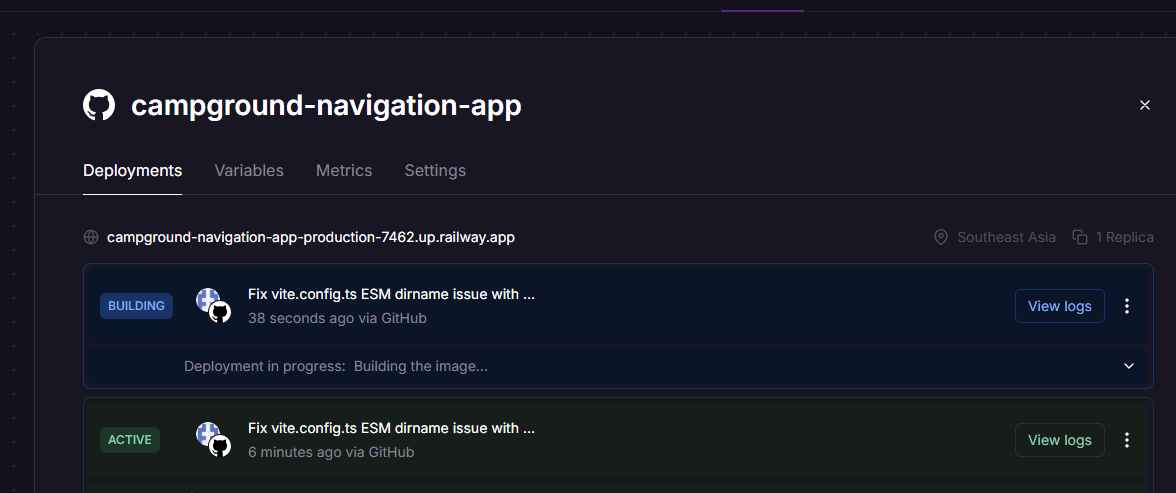 campground-navigation-app
Deployments Variables Metrics Settings
campground-navigation-app-production-7462.up.railway.app Southeast Asia 1 Replica
BUILDING Fix vite.config.ts ESM dirname issue with ... View logs
38 seconds ago via GitHub
Deployment in progress: Building the image...
ACTIVE Fix vite.config.ts ESM dirname issue with ... View logs
6 minutes ago via GitHub